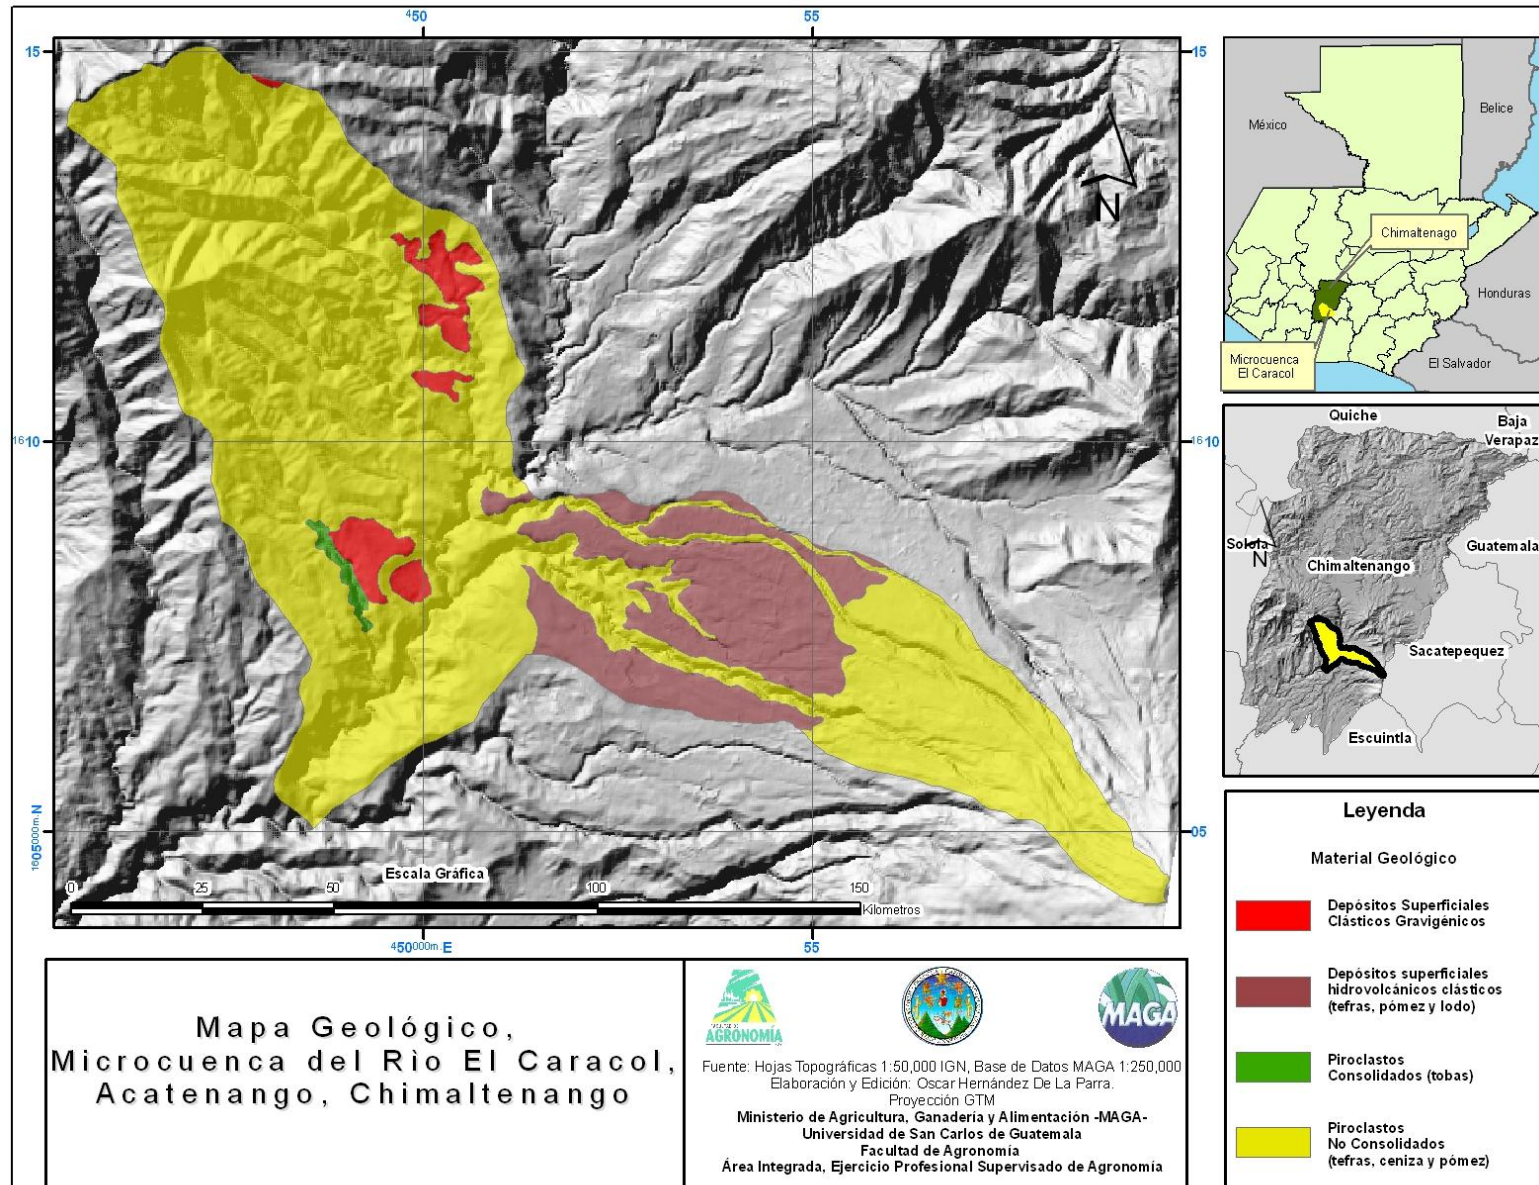 450
55
15
15
N
1610
1610
1605000m.N
05
Escala Gráfica
0
25
50
100
150
Kilometros
450000m.E
55
México
Belice
Chimaltenago
Honduras
Microcuenca
El Caracol
El Salvador
Quiche
Baja
Verapaz
Solola
N
Guatemala
Chimaltenango
Sacatepequez
Escuintla
Leyenda
Material Geológico
Depósitos Superficiales
Clásticos Gravigénicos
Depósitos superficiales
hidrovolcánicos clásticos
(tefras, pómez y lodo)
Piroclastos
Consolidados (tobas)
Piroclastos
No Consolidados
(tefras, ceniza y pómez)
Mapa Geológico,
Microcuenca del Rìo El Caracol,
Acatenango, Chimaltenango
FACULTAD DE
AGRONOMÍA
MAGA
Fuente: Hojas Topográficas 1:50,000 IGN, Base de Datos MAGA 1:250,000
Elaboración y Edición: Oscar Hernández De La Parra.
Proyección GTM
Ministerio de Agricultura, Ganadería y Alimentación -MAGA-
Universidad de San Carlos de Guatemala
Facultad de Agronomía
Área Integrada, Ejercicio Profesional Supervisado de Agronomía